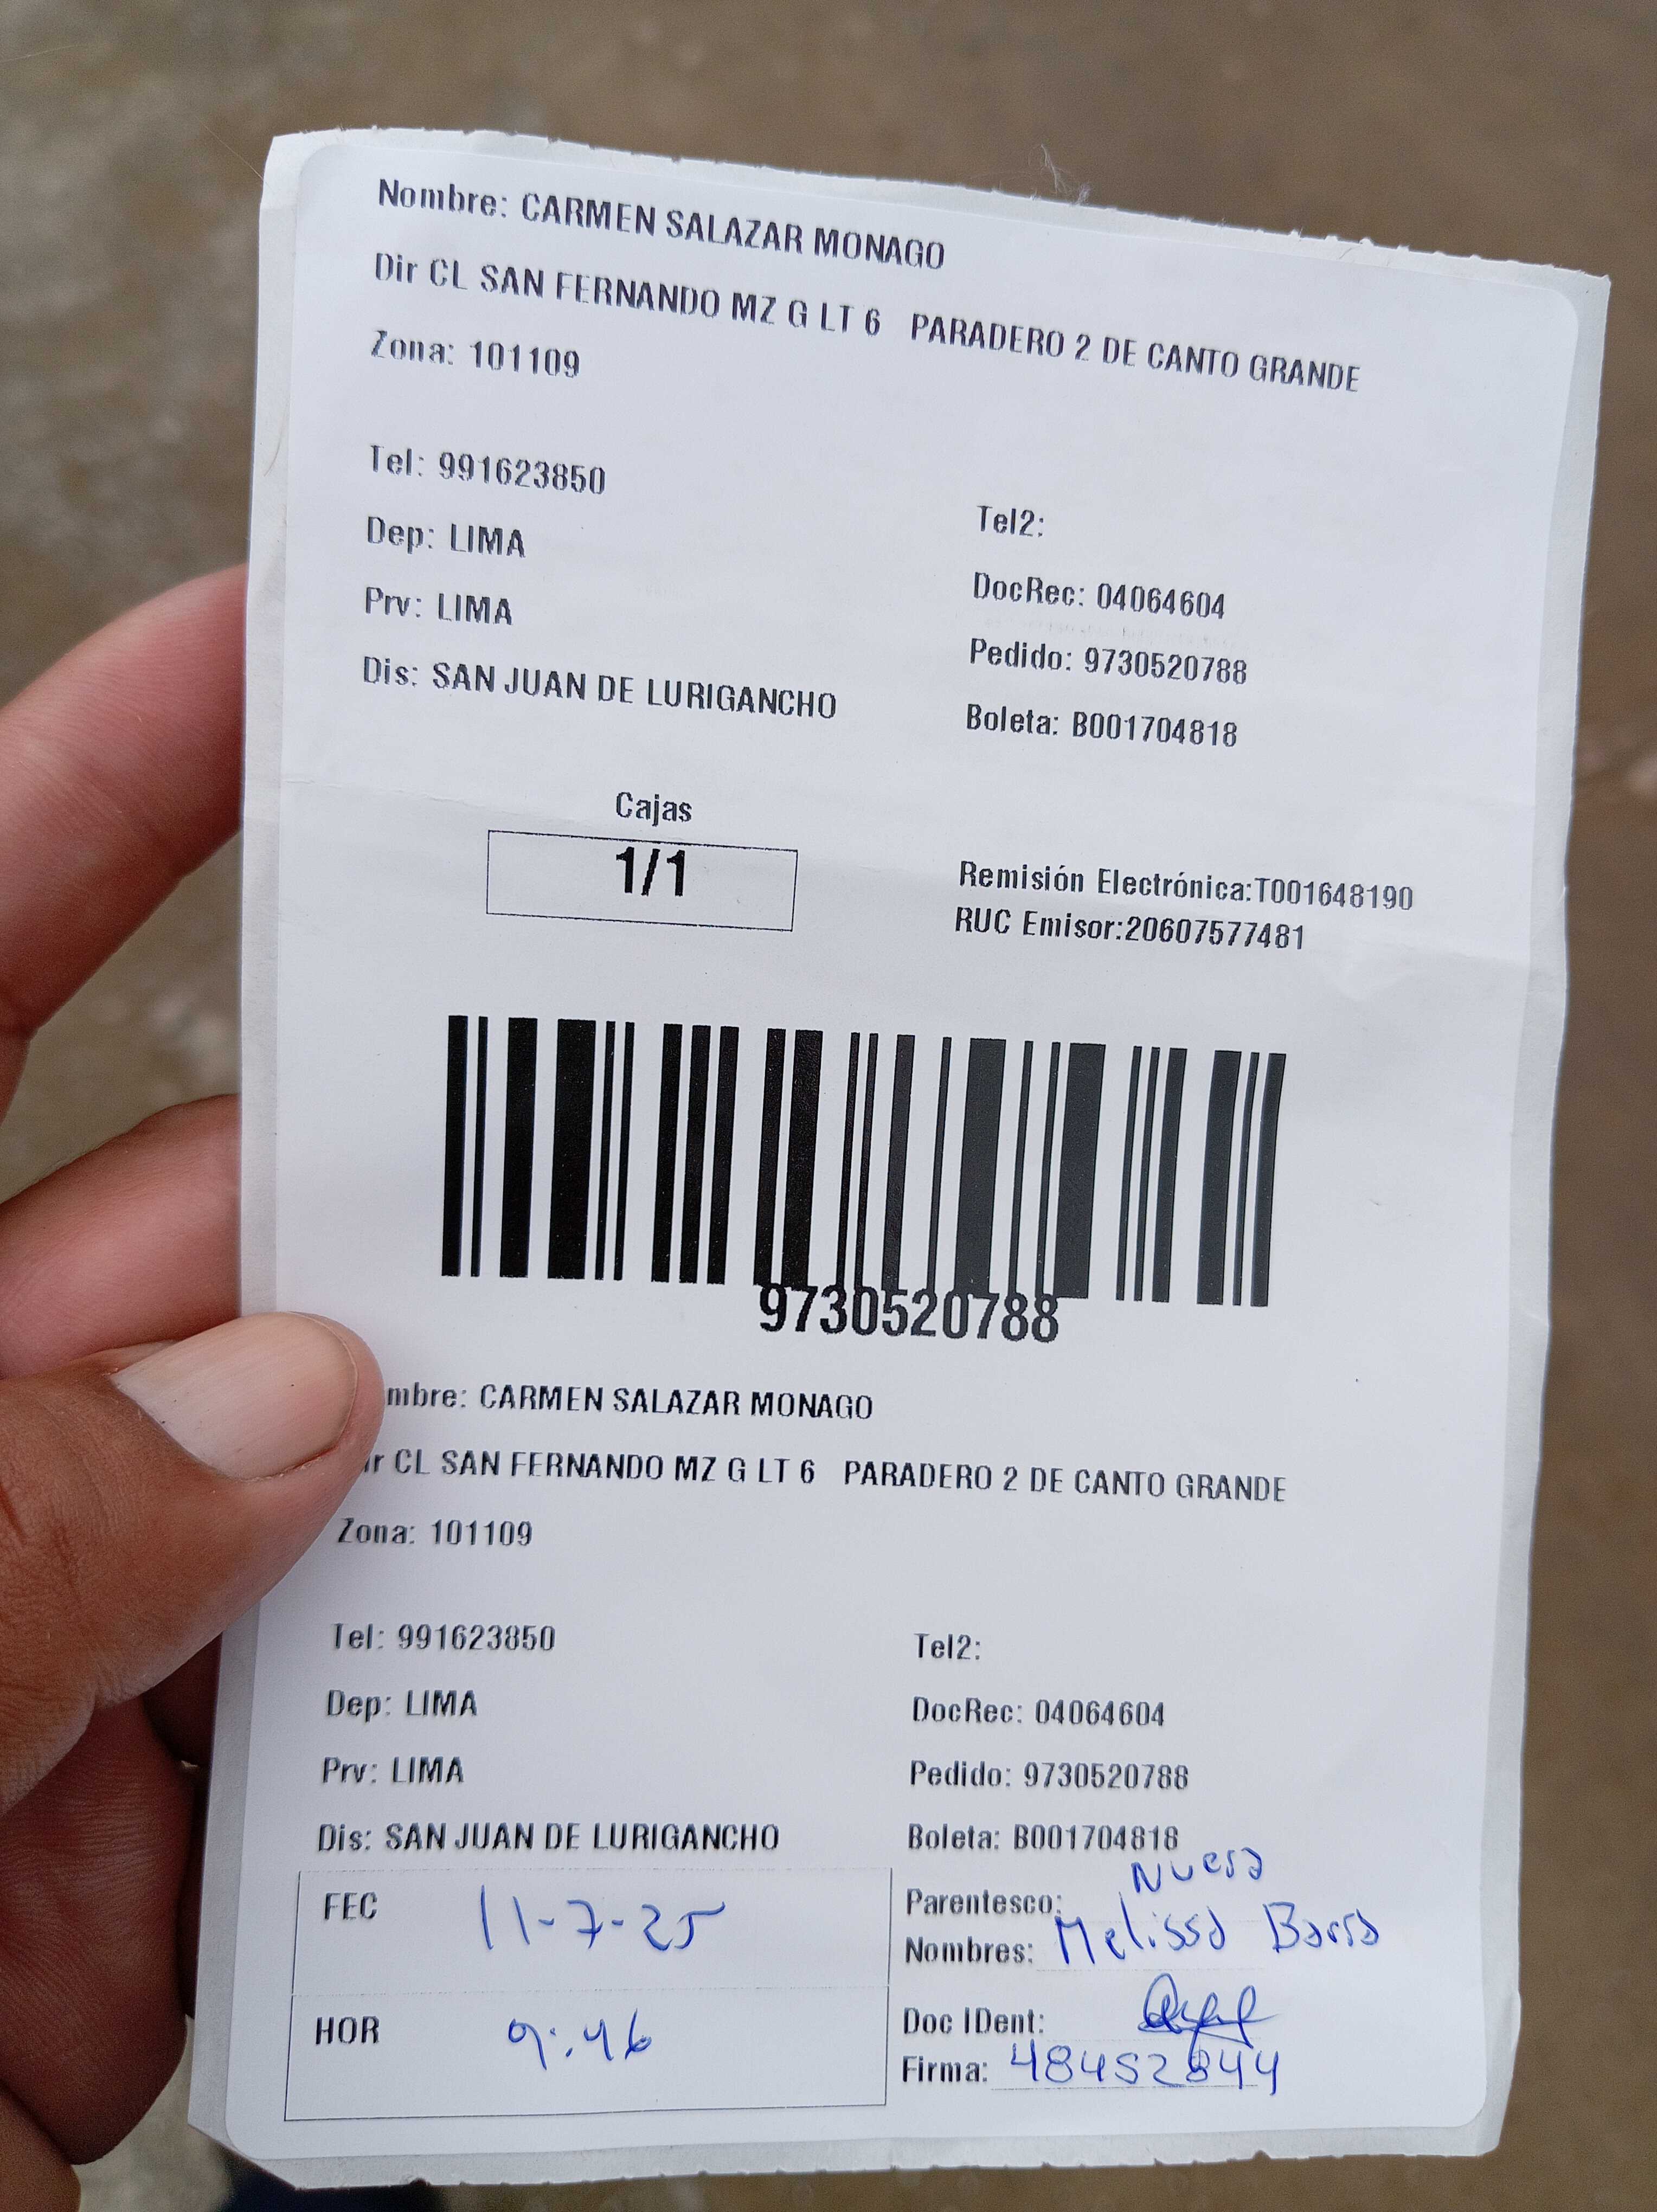 Nombre: CARMEN SALAZAR MONAGO
Dir CL SAN FERNANDO MZ G LT 6 PARADERO 2 DE CANTO GRANDE
Zona: 101109
Tel: 991623850
Tel2:
Dep: LIMA
DocRec: 04064604
Prv: LIMA
Pedido: 9730520788
Dis: SAN JUAN DE LURIGANCHO
Boleta: B001704818
Cajas
1/1
Remisión Electrónica:T001648190
RUC Emisor:20607577481
9730520788
mbre: CARMEN SALAZAR MONAGO
ir CL SAN FERNANDO MZ G LT 6 PARADERO 2 DE CANTO GRANDE
Zona: 101109
Tel: 991623850
Tel2:
Dep: LIMA
DocRec: 04064604
Prv: LIMA
Pedido: 9730520788
Dis: SAN JUAN DE LURIGANCHO
Boleta: B001704818
FEC 11-7-25
Parentesco: Nuera
Nombres: Melissa
HOR 9:46
Doc IDent:
Firma: 48452844